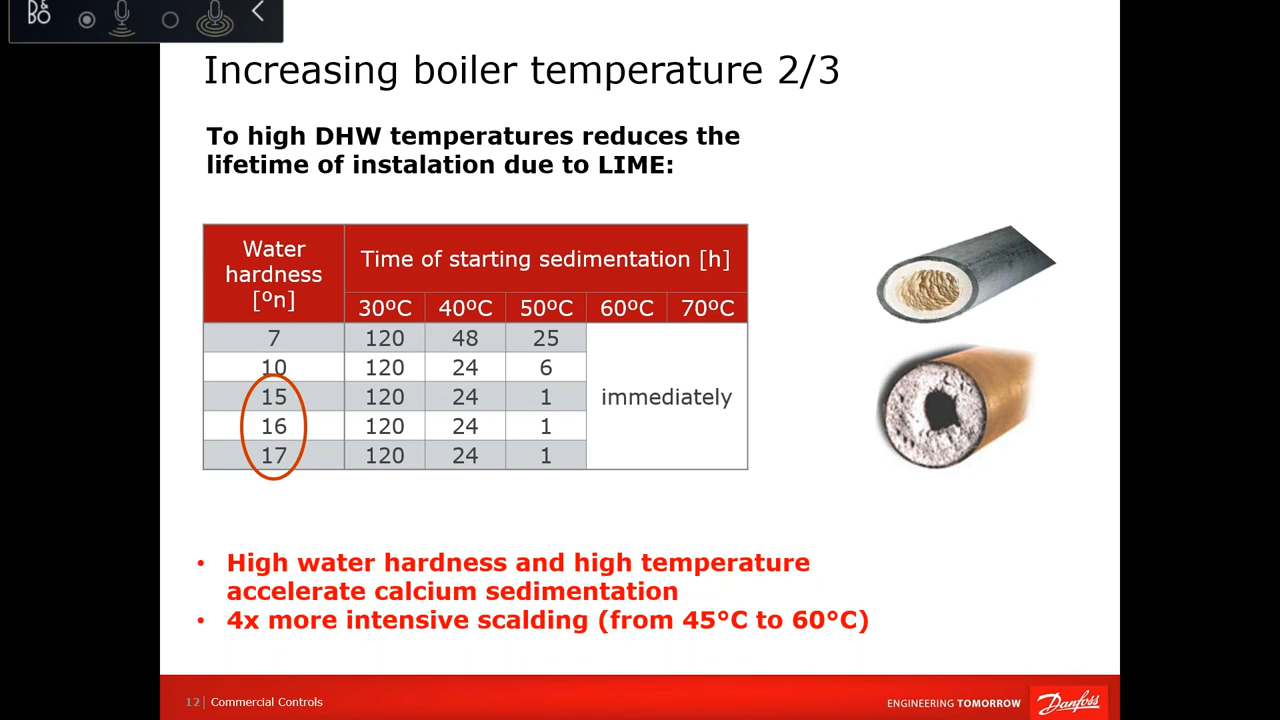 Increasing boiler temperature 2/3
To high DHW temperatures reduces the
lifetime of instalation due to LIME:
Water
hardness
[ºn]
Time of starting sedimentation [h]
30ºC 40ºC 50ºC 60ºC 70ºC
7 120 48 25
10 120 24 6
15 120 24 1 immediately
16 120 24 1
17 120 24 1
• High water hardness and high temperature
accelerate calcium sedimentation
• 4x more intensive scalding (from 45°C to 60°C)
12| Commercial Controls
ENGINEERING TOMORROW
Danfoss